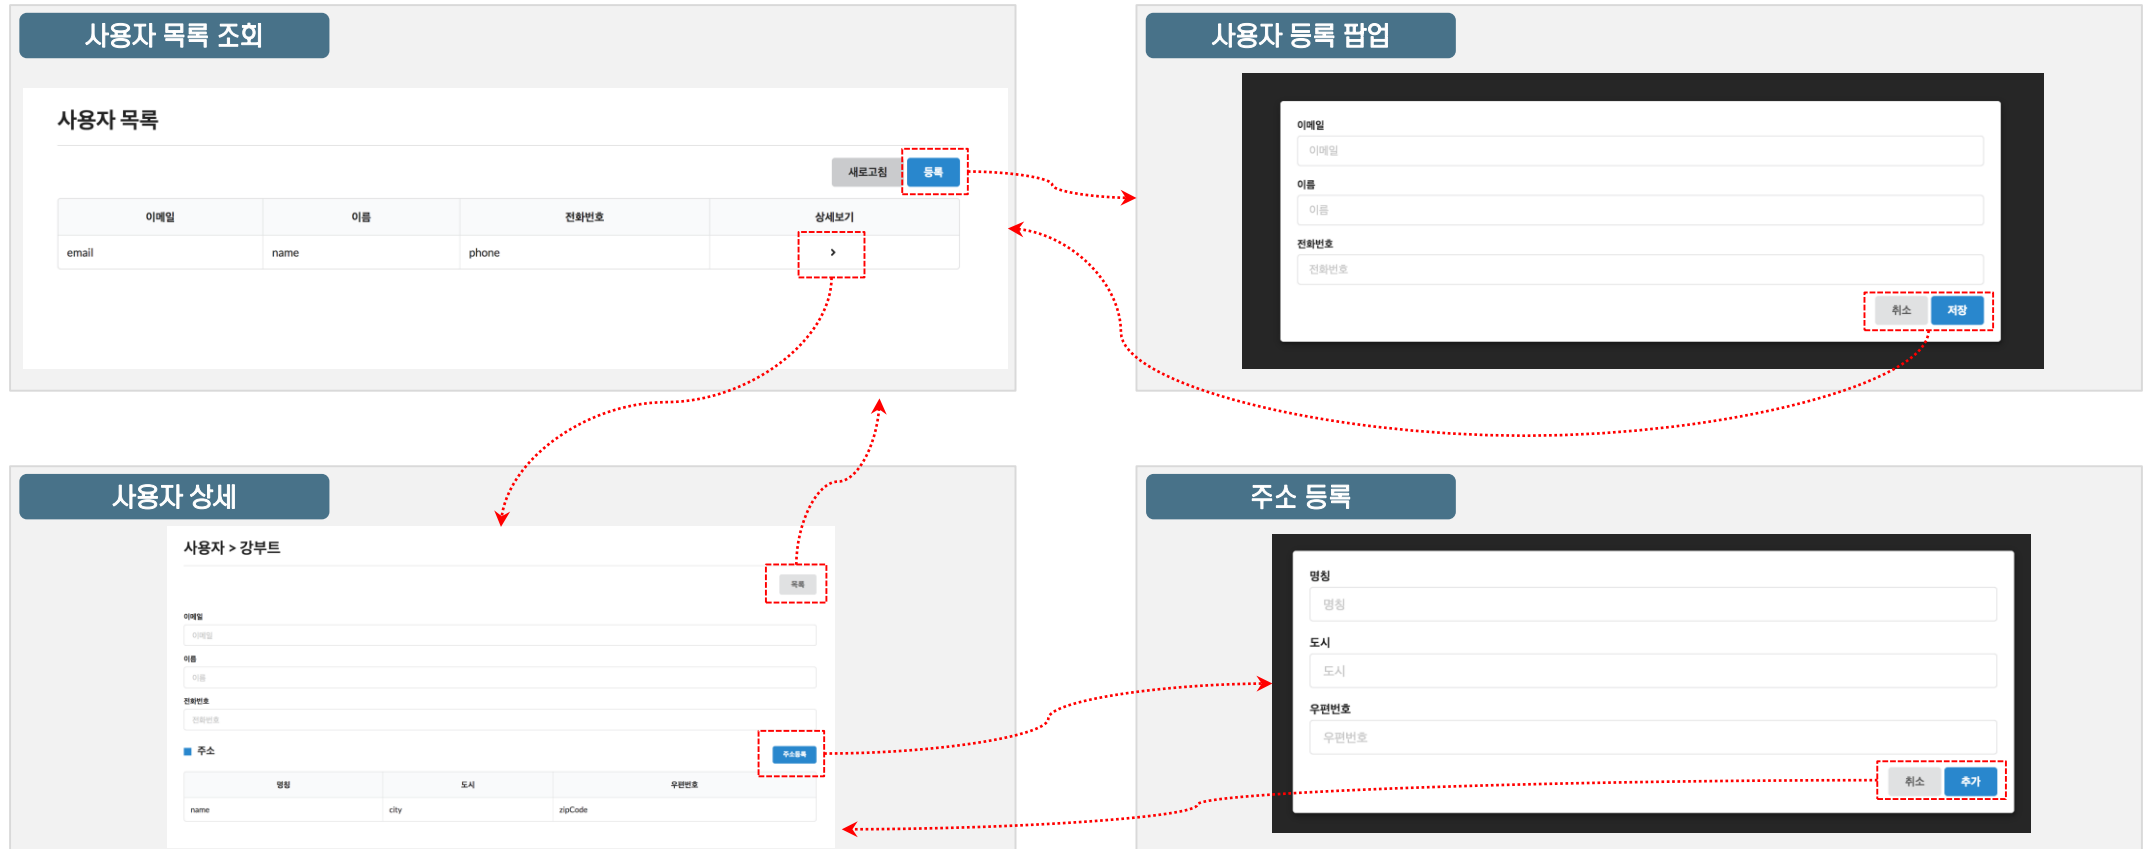 사용자 목록 조회
사용자 목록
새로고침 등록
이메일 이름 전화번호 상세보기
email name phone
사용자 등록 팝업
이메일
이메일
이름
이름
전화번호
전화번호
취소 저장
사용자 상세
사용자 > 강부트
목록
이메일
이메일
이름
이름
전화번호
전화번호
주소 주소등록
명칭 도시 우편번호
name city zipCode
주소 등록
명칭
명칭
도시
도시
우편번호
우편번호
취소 추가